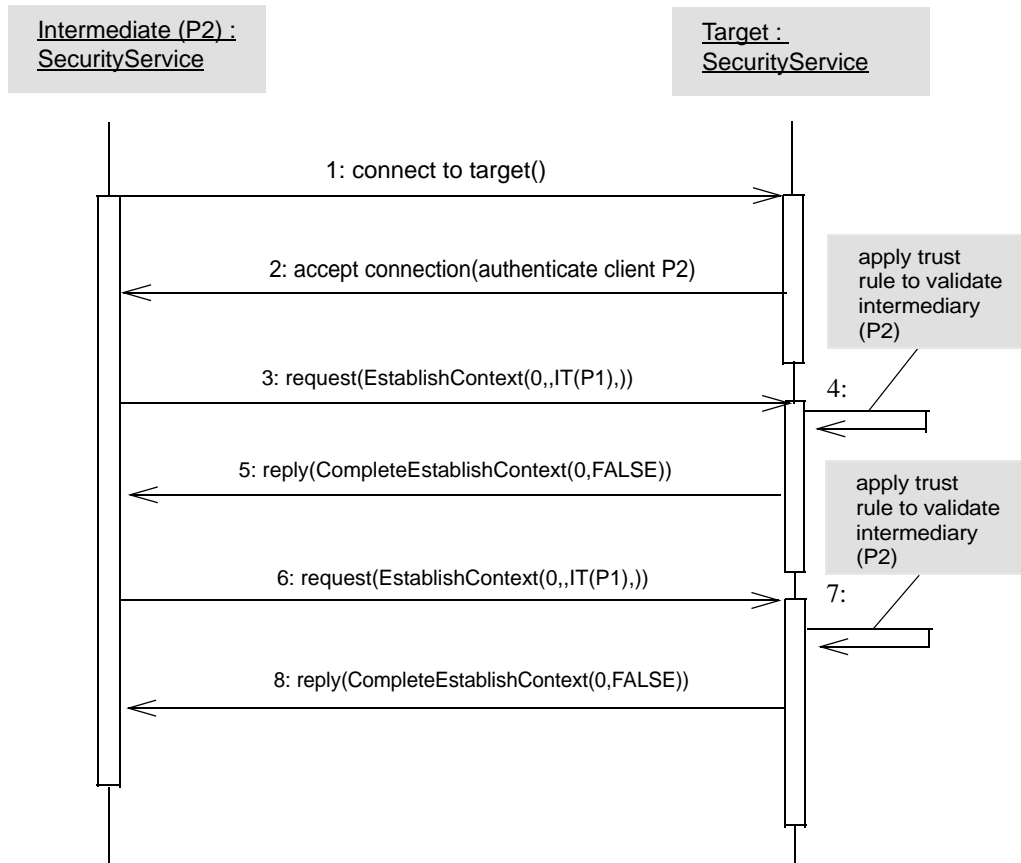 Intermediate (P2) :
SecurityService
Target :
SecurityService
1: connect to target()
2: accept connection(authenticate client P2)
apply trust
rule to validate
intermediary
(P2)
3: request(EstablishContext(0,,IT(P1),))
4:
5: reply(CompleteEstablishContext(0,FALSE))
apply trust
rule to validate
intermediary
(P2)
6: request(EstablishContext(0,,IT(P1),))
7:
8: reply(CompleteEstablishContext(0,FALSE))